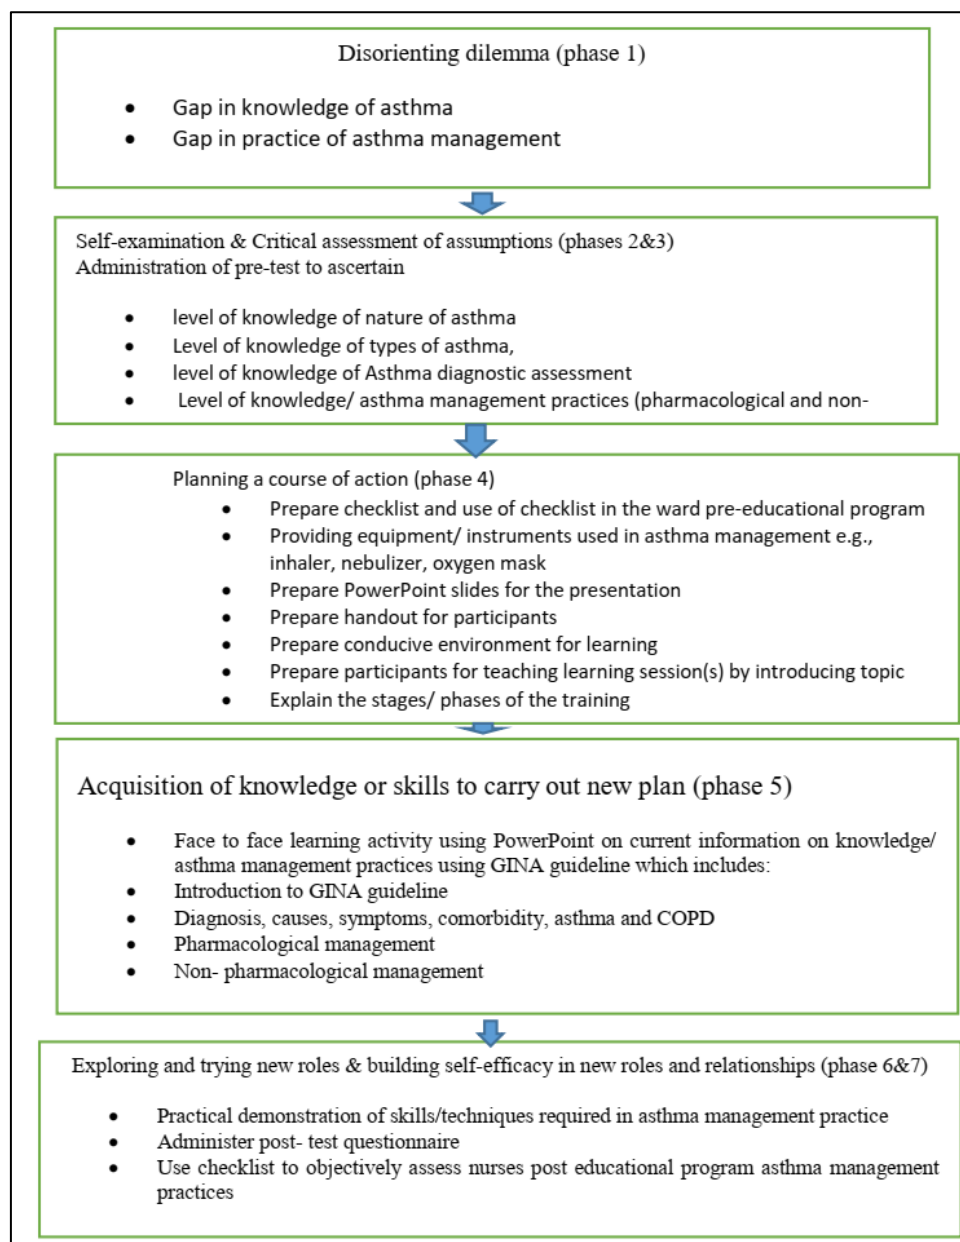 Disorienting dilemma (phase 1)
• Gap in knowledge of asthma
• Gap in practice of asthma management
Self-examination & Critical assessment of assumptions (phases 2&3)
Administration of pre-test to ascertain
• level of knowledge of nature of asthma
• Level of knowledge of types of asthma,
• level of knowledge of Asthma diagnostic assessment
• Level of knowledge/ asthma management practices (pharmacological and non-
Planning a course of action (phase 4)
• Prepare checklist and use of checklist in the ward pre-educational program
• Providing equipment/ instruments used in asthma management e.g.,
inhaler, nebulizer, oxygen mask
• Prepare PowerPoint slides for the presentation
• Prepare handout for participants
• Prepare conducive environment for learning
• Prepare participants for teaching learning session(s) by introducing topic
• Explain the stages/ phases of the training
Acquisition of knowledge or skills to carry out new plan (phase 5)
• Face to face learning activity using PowerPoint on current information on knowledge/
asthma management practices using GINA guideline which includes:
• Introduction to GINA guideline
• Diagnosis, causes, symptoms, comorbidity, asthma and COPD
• Pharmacological management
• Non- pharmacological management
Exploring and trying new roles & building self-efficacy in new roles and relationships (phase 6&7)
• Practical demonstration of skills/techniques required in asthma management practice
• Administer post- test questionnaire
• Use checklist to objectively assess nurses post educational program asthma management
practices